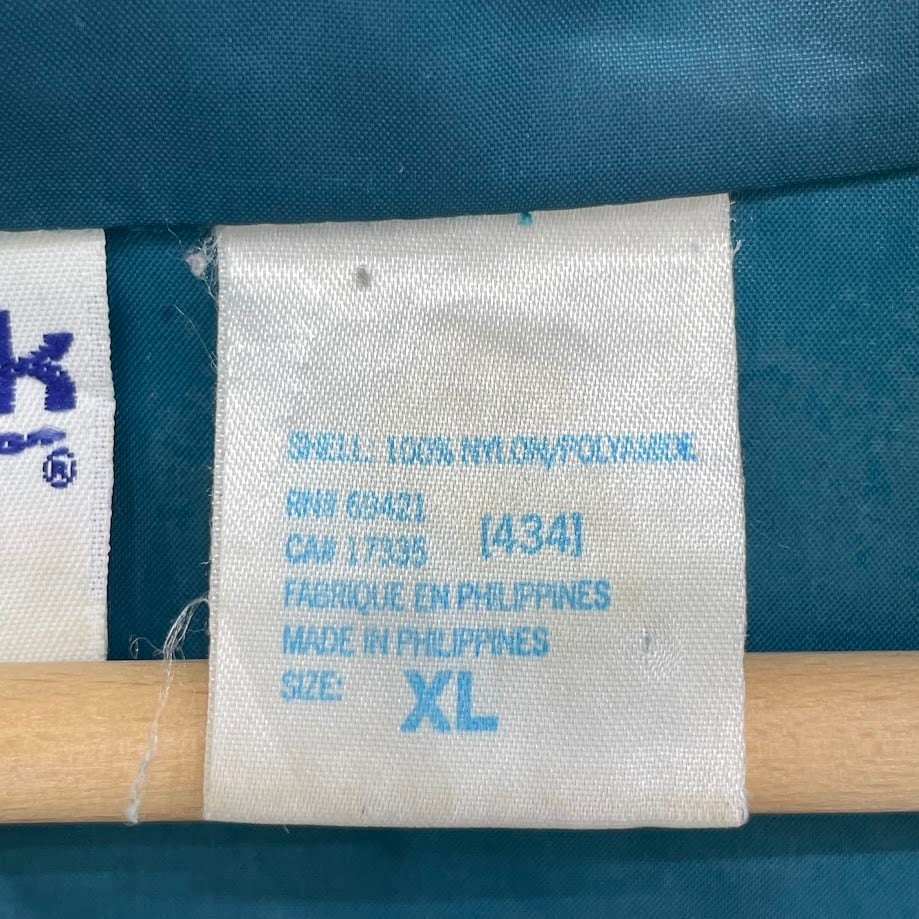 k
®
SHELL: 100% NYLON/POLYAMIDE
RN# 69421
CA# 17335 [434]
FABRIQUE EN PHILIPPINES
MADE IN PHILIPPINES
SIZE: XL